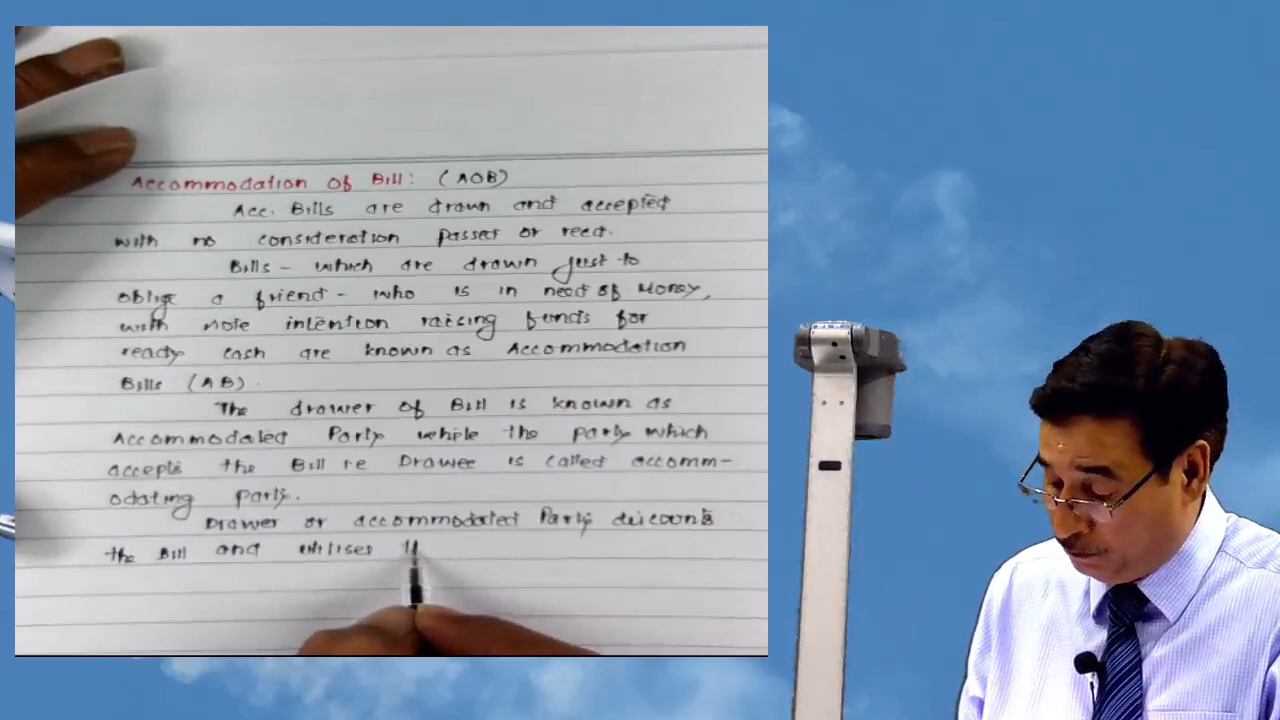 Accommodation of Bill: (AOB)
Acc. Bills are drawn and accepted
with no consideration passed or recd.
Bills - which are drawn just to
oblige a friend - who is in need of Money,
with note intention raising funds for
ready cash are known as Accommodation
Bills (AB).
The drawer of Bill is known as
Accommodated Party while the party which
accepts the Bill ie Drawee is called accomm-
odating party.
Drawer or accommodated Party discounts
the Bill and utilises